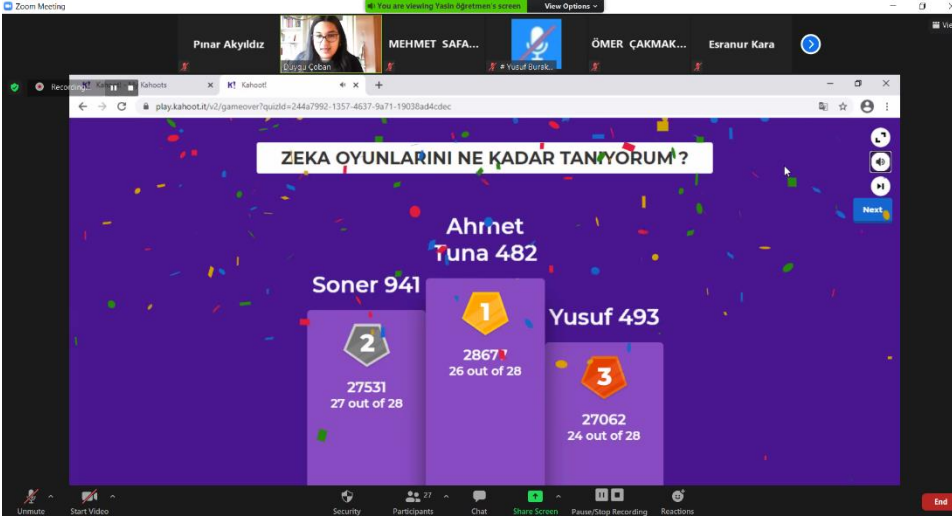 Zoom Meeting
You are viewing Yasin öğretmen's screen
View Options
View
Pınar Akyıldız
Duygu Çoban
MEHMET SAFA...
# Yusuf Burak...
ÖMER ÇAKMAK...
Esranur Kara
Recording
Kahoots
K! Kahoot!
play.kahoot.it/v2/gameover?quizId=244a7992-1357-4637-9a71-19038ad4cdec
ZEKA OYUNLARINI NE KADAR TANIYORUM ?
Next
Ahmet
Tuna 482
Soner 941
Yusuf 493
1
2867
26 out of 28
2
27531
27 out of 28
3
27062
24 out of 28
Unmute
Start Video
Security
27
Participants
Chat
Share Screen
Pause/Stop Recording
Reactions
End